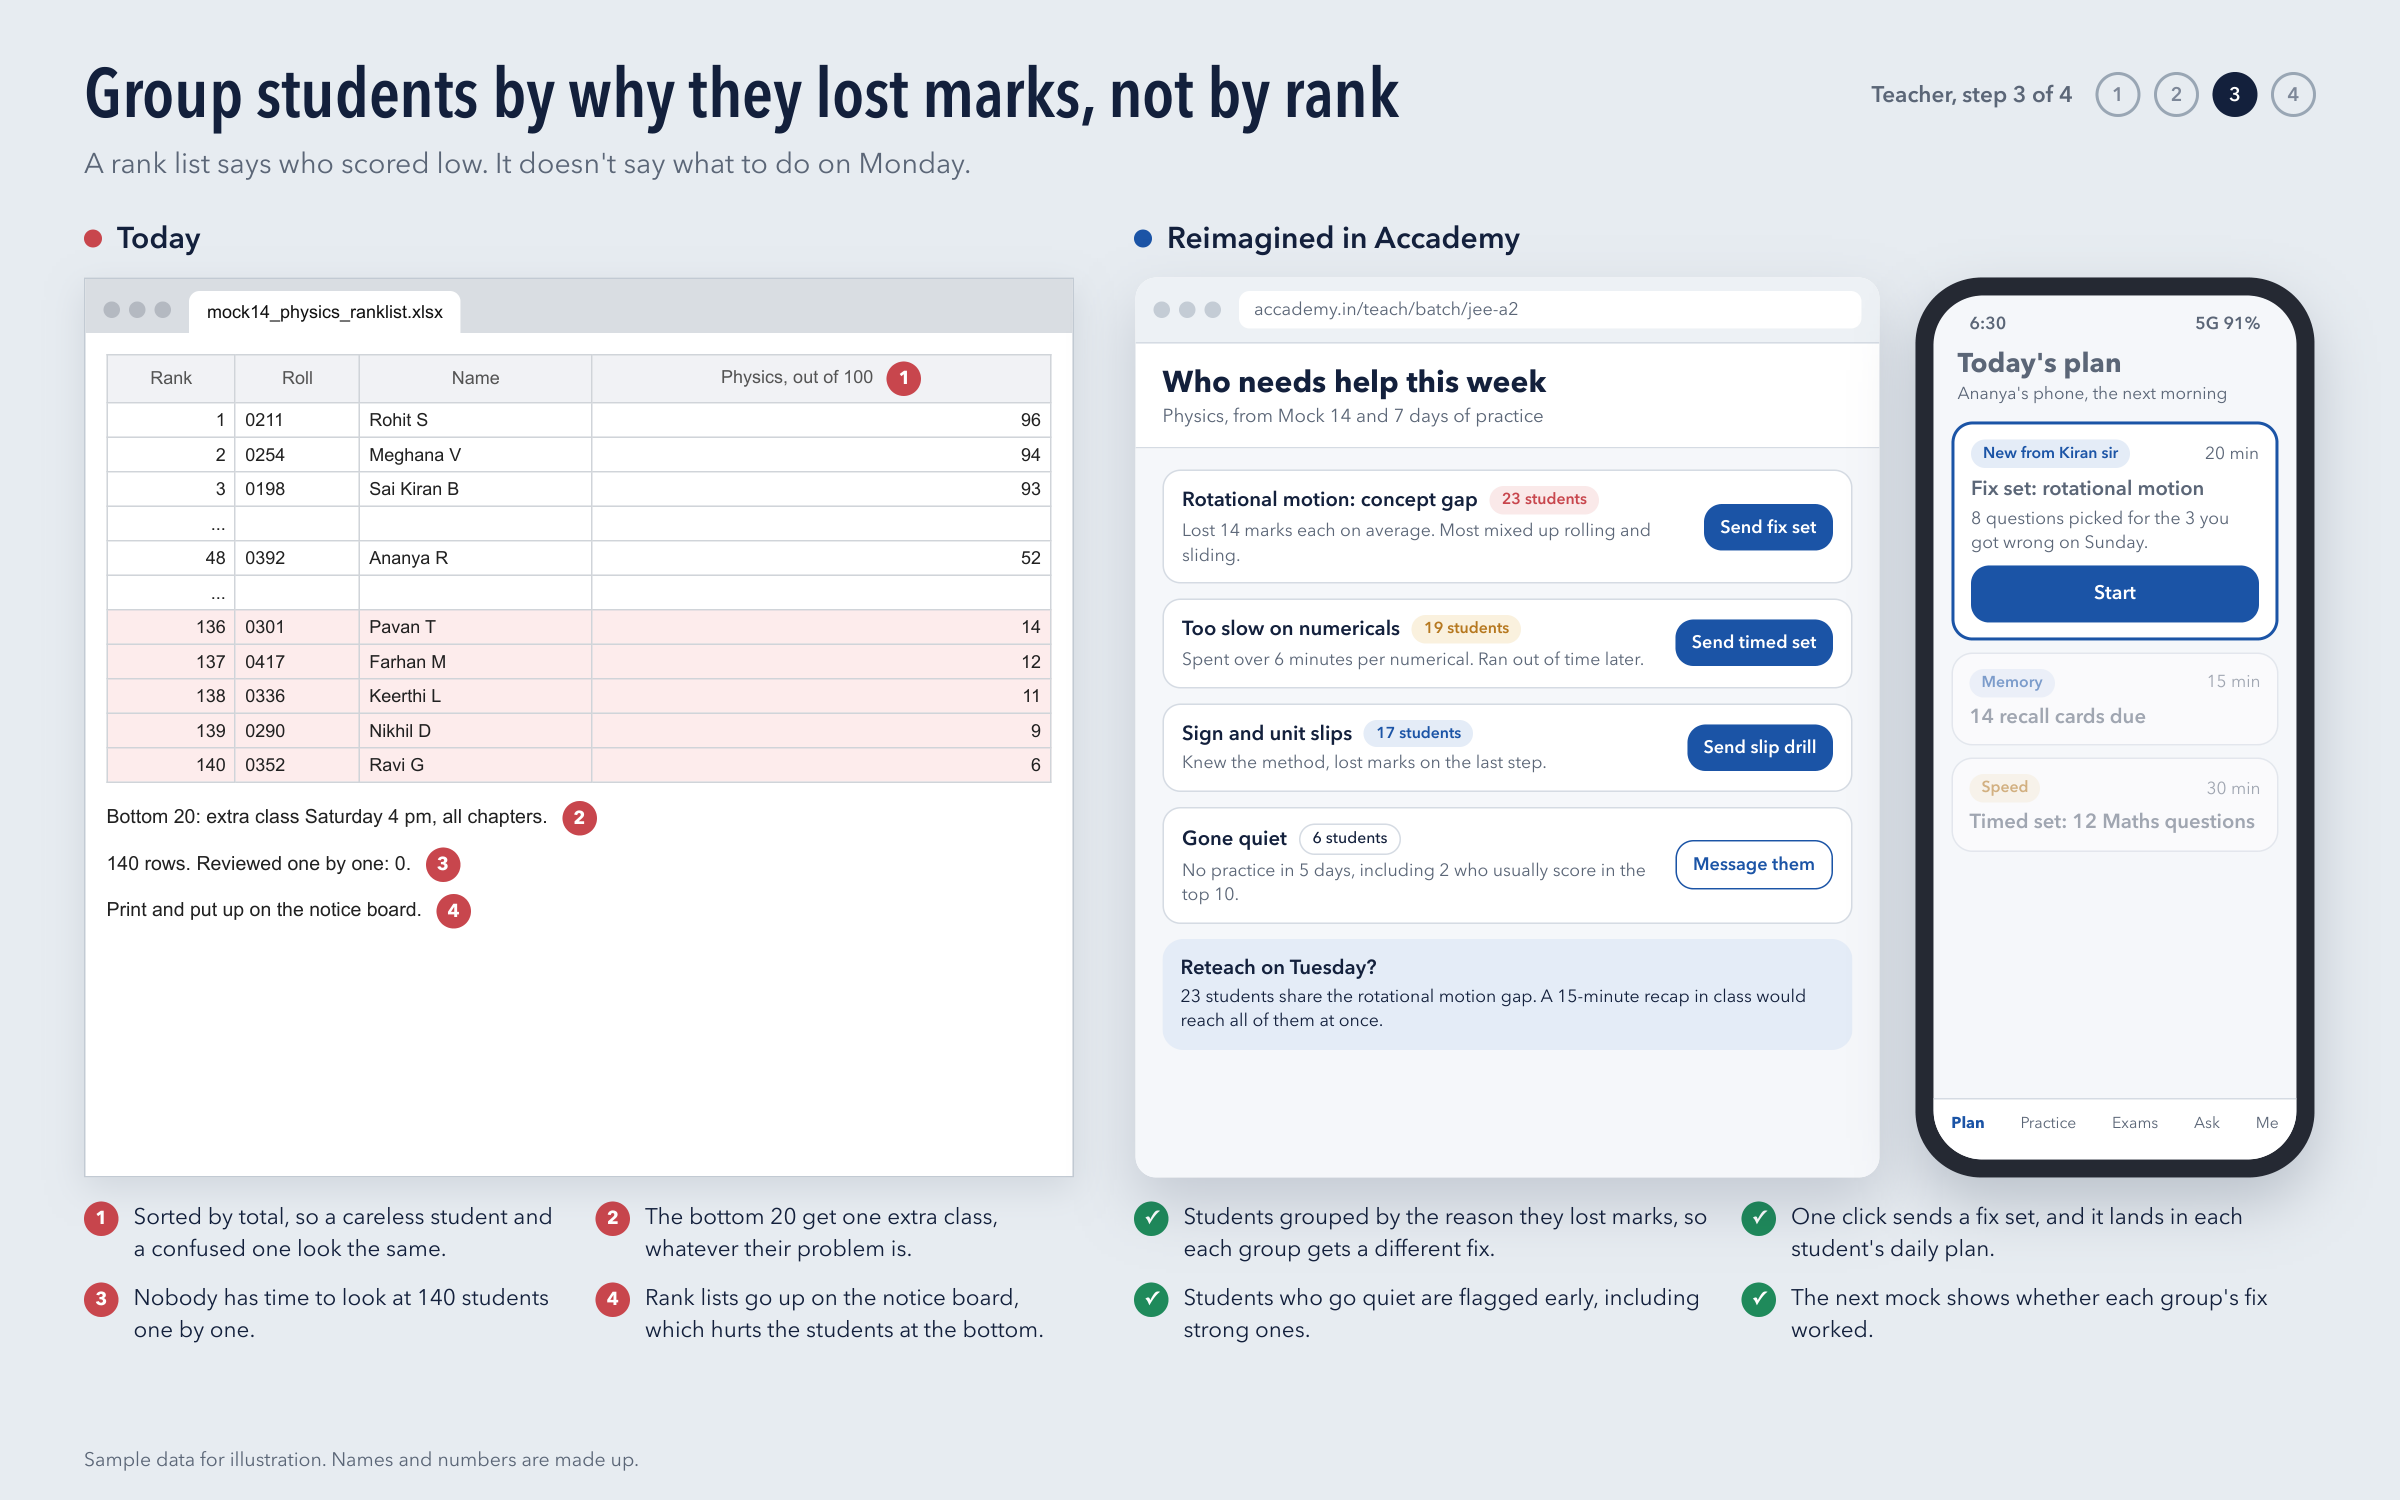 Group students by why they lost marks, not by rank
Teacher, step 3 of 4 1 2 3 4
A rank list says who scored low. It doesn't say what to do on Monday.
Today
mock14_physics_ranklist.xlsx
Rank Roll Name Physics, out of 100 1
1 0211 Rohit S 96
2 0254 Meghana V 94
3 0198 Sai Kiran B 93
...
48 0392 Ananya R 52
...
136 0301 Pavan T 14
137 0417 Farhan M 12
138 0336 Keerthi L 11
139 0290 Nikhil D 9
140 0352 Ravi G 6
Bottom 20: extra class Saturday 4 pm, all chapters. 2
140 rows. Reviewed one by one: 0. 3
Print and put up on the notice board. 4
1 Sorted by total, so a careless student and
a confused one look the same.
2 The bottom 20 get one extra class,
whatever their problem is.
3 Nobody has time to look at 140 students
one by one.
4 Rank lists go up on the notice board,
which hurts the students at the bottom.
Reimagined in Accademy
accademy.in/teach/batch/jee-a2
Who needs help this week
Physics, from Mock 14 and 7 days of practice
Rotational motion: concept gap 23 students
Lost 14 marks each on average. Most mixed up rolling and
sliding.
Send fix set
Too slow on numericals 19 students
Spent over 6 minutes per numerical. Ran out of time later.
Send timed set
Sign and unit slips 17 students
Knew the method, lost marks on the last step.
Send slip drill
Gone quiet 6 students
No practice in 5 days, including 2 who usually score in the
top 10.
Message them
Reteach on Tuesday?
23 students share the rotational motion gap. A 15-minute recap in class would
reach all of them at once.
6:30 5G 91%
Today's plan
Ananya's phone, the next morning
New from Kiran sir 20 min
Fix set: rotational motion
8 questions picked for the 3 you
got wrong on Sunday.
Start
Memory 15 min
14 recall cards due
Speed 30 min
Timed set: 12 Maths questions
Plan Practice Exams Ask Me
Students grouped by the reason they lost marks, so
each group gets a different fix.
One click sends a fix set, and it lands in each
student's daily plan.
Students who go quiet are flagged early, including
strong ones.
The next mock shows whether each group's fix
worked.
Sample data for illustration. Names and numbers are made up.